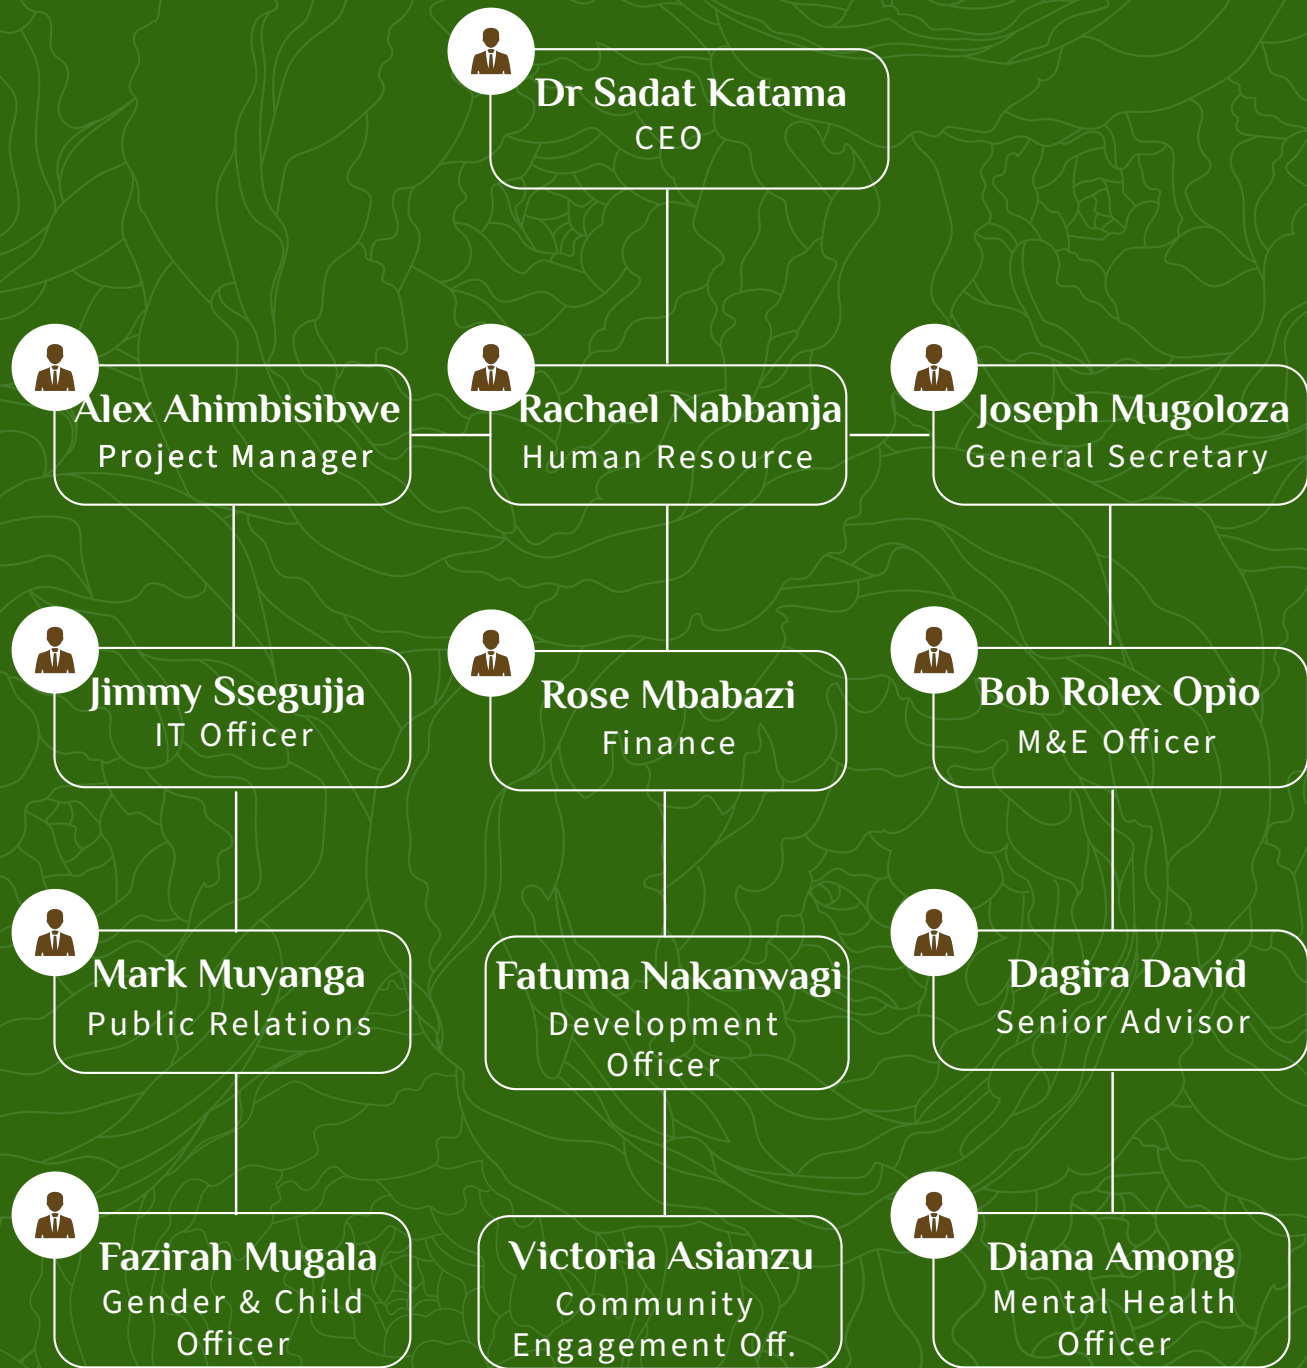 Dr Sadat Katama
CEO
Alex Ahimbisibwe
Project Manager
Rachael Nabbanja
Human Resource
Joseph Mugoloza
General Secretary
Jimmy Ssegujja
IT Officer
Rose Mbabazi
Finance
Bob Rolex Opio
M&E Officer
Mark Muyanga
Public Relations
Fatuma Nakanwagi
Development
Officer
Dagira David
Senior Advisor
Fazirah Mugala
Gender & Child
Officer
Victoria Asianzu
Community
Engagement Off.
Diana Among
Mental Health
Officer